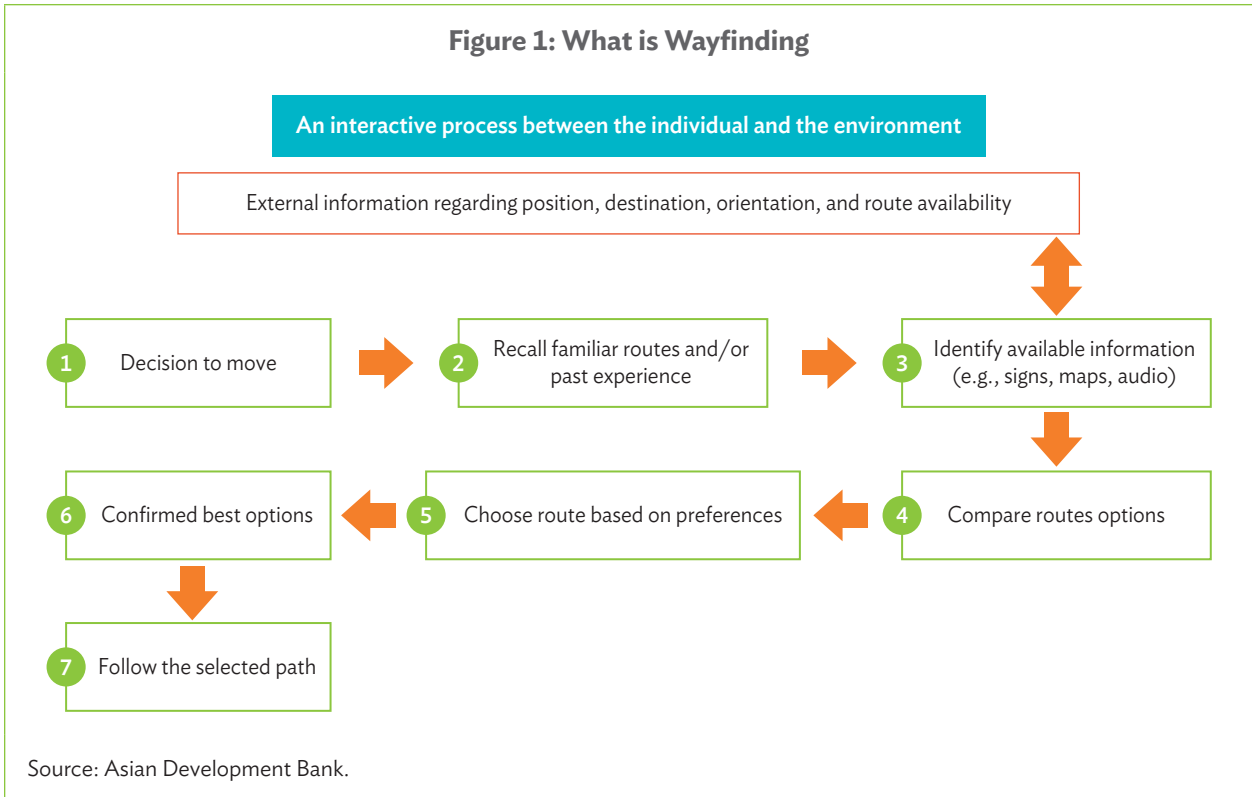 Figure 1: What is Wayfinding
An interactive process between the individual and the environment
External information regarding position, destination, orientation, and route availability
1
Decision to move
2
Recall familiar routes and/or
past experience
3
Identify available information
(e.g., signs, maps, audio)
4
Compare routes options
5
Choose route based on preferences
6
Confirmed best options
7
Follow the selected path
Source: Asian Development Bank.